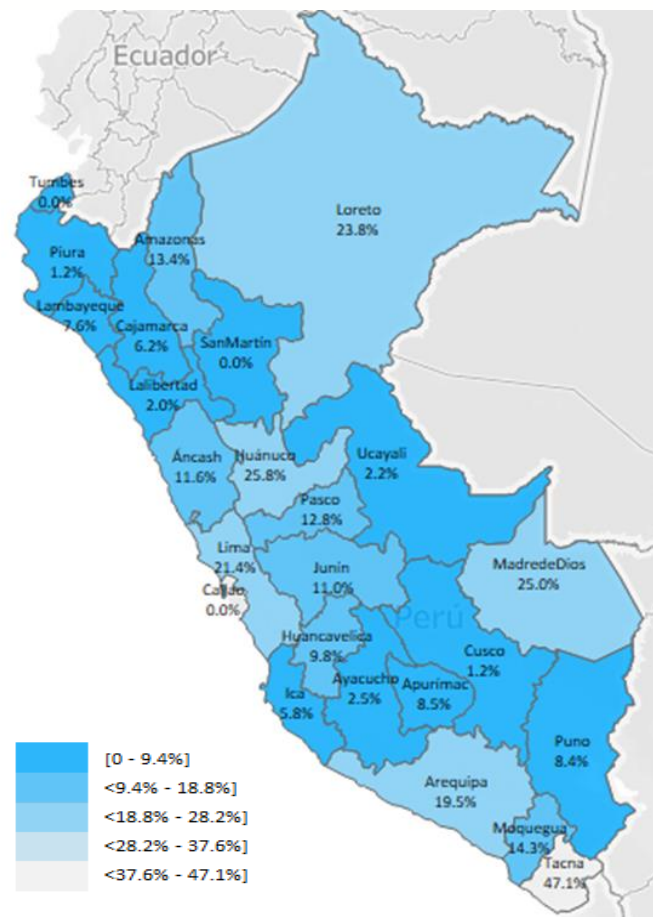 Ecuador
Tumbes
0.0%
Loreto
23.8%
Amazonas
13.4%
Piura
1.2%
Lambayeque
7.6%
Cajamarca
6.2%
SanMartín
0.0%
Lalibertad
2.0%
Áncash
11.6%
Huánuco
25.8%
Ucayali
2.2%
Pasco
12.8%
Lima
21.4%
Junín
11.0%
MadredeDios
25.0%
Callao
0.0%
Perú
Huancavelica
9.8%
Cusco
1.2%
Ayacucho
2.5%
Apurímac
8.5%
Ica
5.8%
Puno
8.4%
Arequipa
19.5%
Moquegua
14.3%
Tacna
47.1%
[0 - 9.4%]
<9.4% - 18.8%]
<18.8% - 28.2%]
<28.2% - 37.6%]
<37.6% - 47.1%]